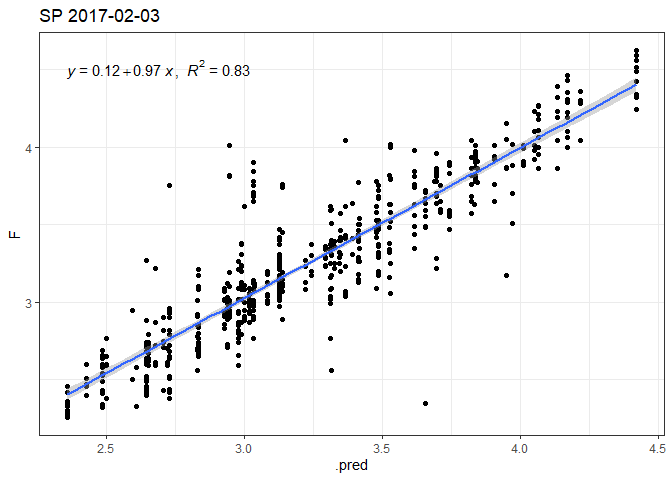 SP 2017-02-03
y = 0.12+0.97 x, R² = 0.83
F
4
3
2.5 3.0 3.5 4.0 4.5
.pred